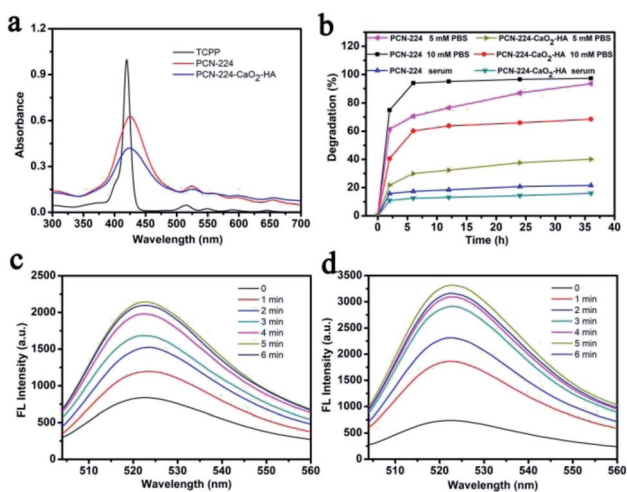 a
TCPP
PCN-224
PCN-224-CaO2-HA
Absorbance
1.2
0.9
0.6
0.3
0.0
300 350 400 450 500 550 600 650 700
Wavelength (nm)
b
PCN-224 5 mM PBS PCN-224-CaO2-HA 5 mM PBS
PCN-224 10 mM PBS PCN-224-CaO2-HA 10 mM PBS
PCN-224 serum PCN-224-CaO2-HA serum
Degradation (%)
120
100
80
60
40
20
0
0 5 10 15 20 25 30 35 40
Time (h)
c
0
1 min
2 min
3 min
4 min
5 min
6 min
FL Intensity (a.u.)
2500
2000
1500
1000
500
0
510 520 530 540 550 560
Wavelength (nm)
d
0
1 min
2 min
3 min
4 min
5 min
6 min
FL Intensity (a.u.)
3500
3000
2500
2000
1500
1000
500
0
510 520 530 540 550 560
Wavelength (nm)